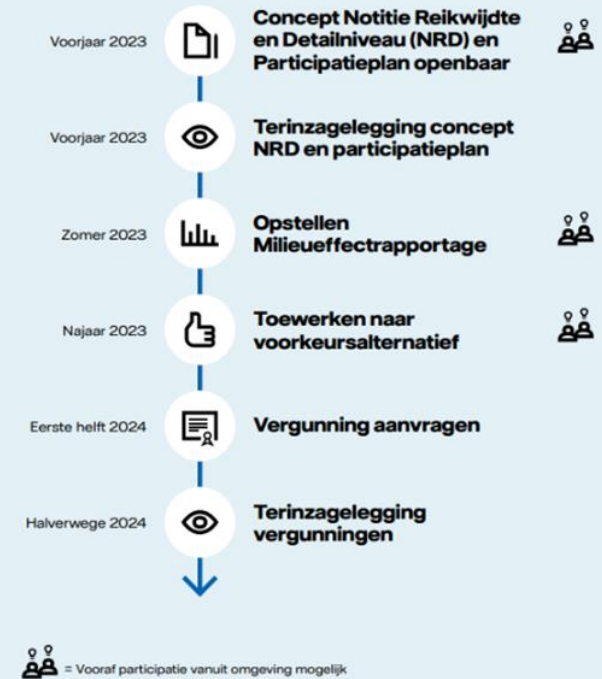 Voorjaar 2023
Concept Notitie Reikwijdte
en Detailniveau (NRD) en
Participatieplan openbaar
Voorjaar 2023
Terinzagelegging concept
NRD en participatieplan
Zomer 2023
Opstellen
Milieueffectrapportage
Najaar 2023
Toewerken naar
voorkeursalternatief
Eerste helft 2024
Vergunning aanvragen
Halverwege 2024
Terinzagelegging
vergunningen
= Vooraf participatie vanuit omgeving mogelijk